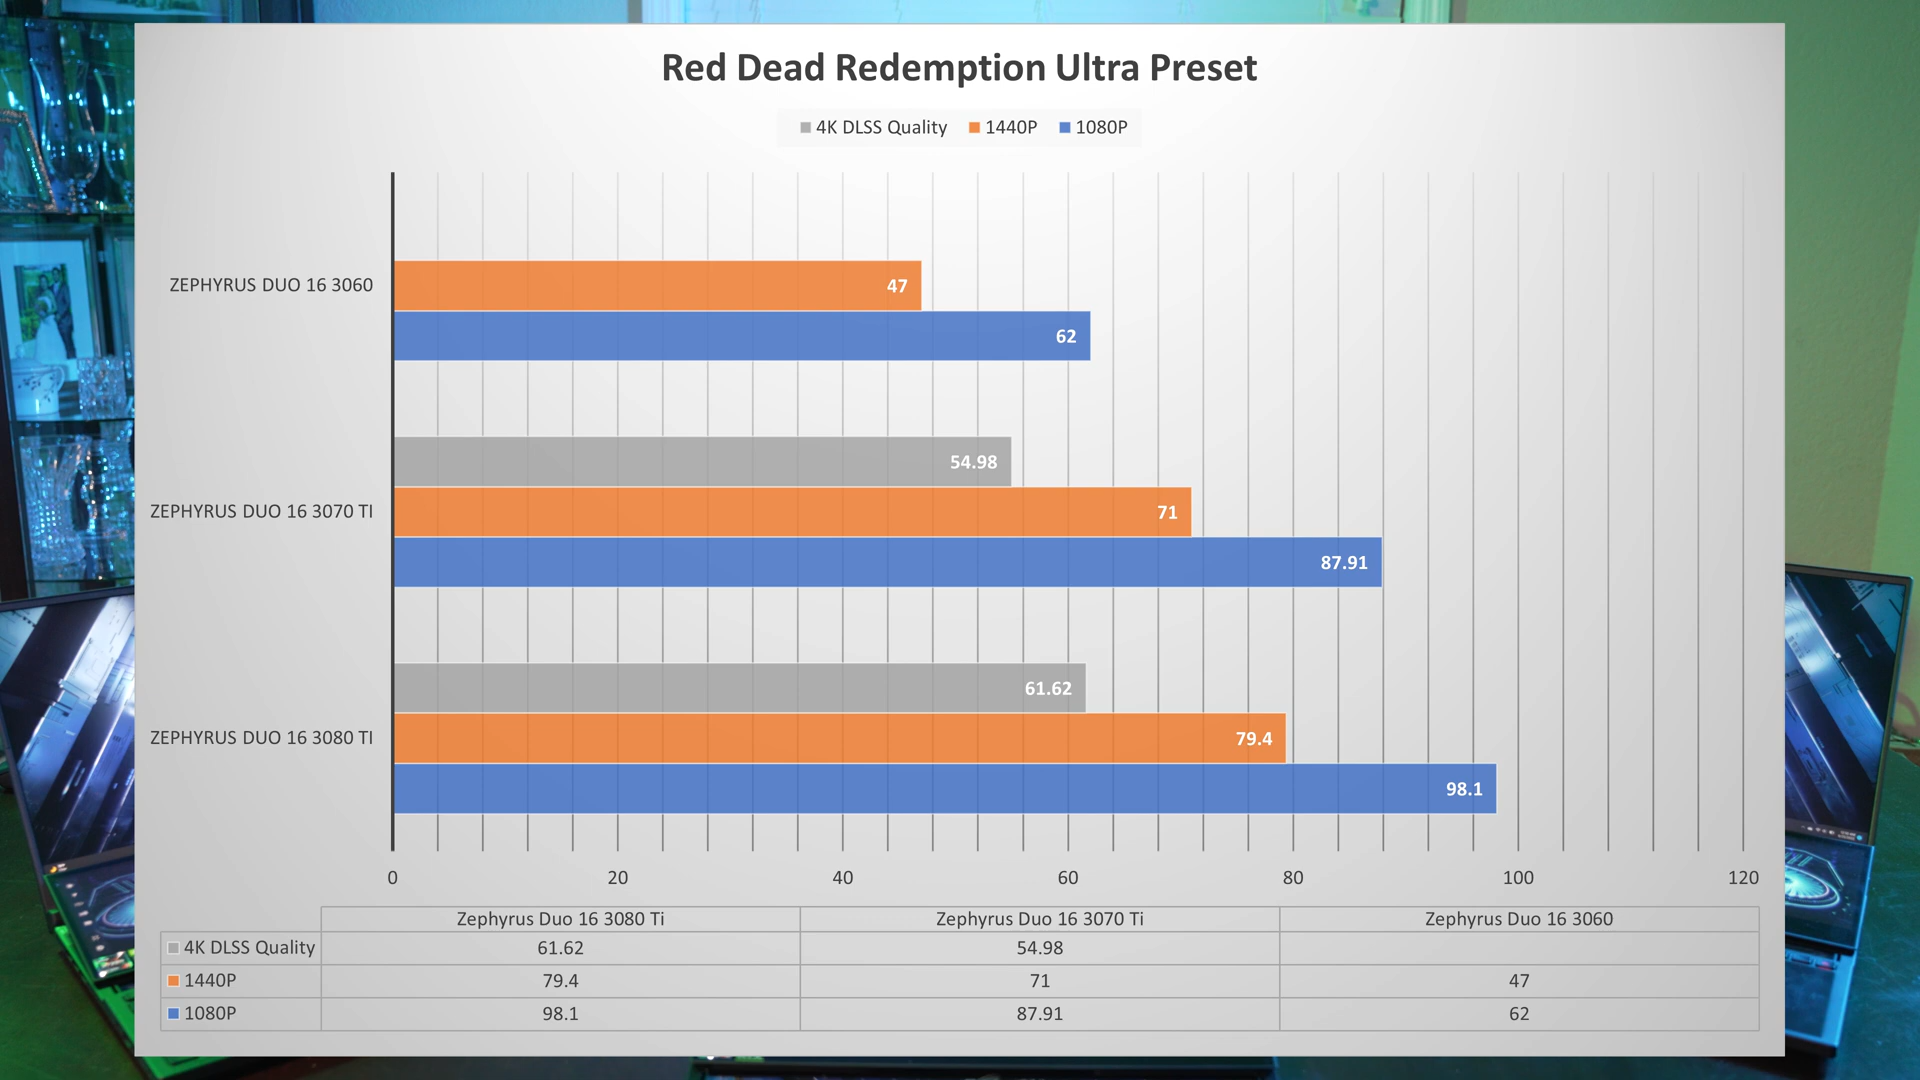 Red Dead Redemption Ultra Preset
4K DLSS Quality 1440P 1080P
ZEPHYRUS DUO 16 3060
47
62
54.98
ZEPHYRUS DUO 16 3070 TI
71
87.91
61.62
ZEPHYRUS DUO 16 3080 TI
79.4
98.1
0 20 40 60 80 100 120
Zephyrus Duo 16 3080 Ti Zephyrus Duo 16 3070 Ti Zephyrus Duo 16 3060
4K DLSS Quality 61.62 54.98
1440P 79.4 71 47
1080P 98.1 87.91 62